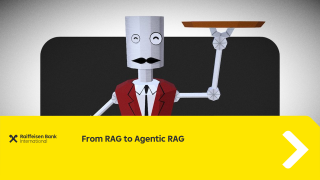 Raiffeisen Bank
International
From RAG to Agentic RAG